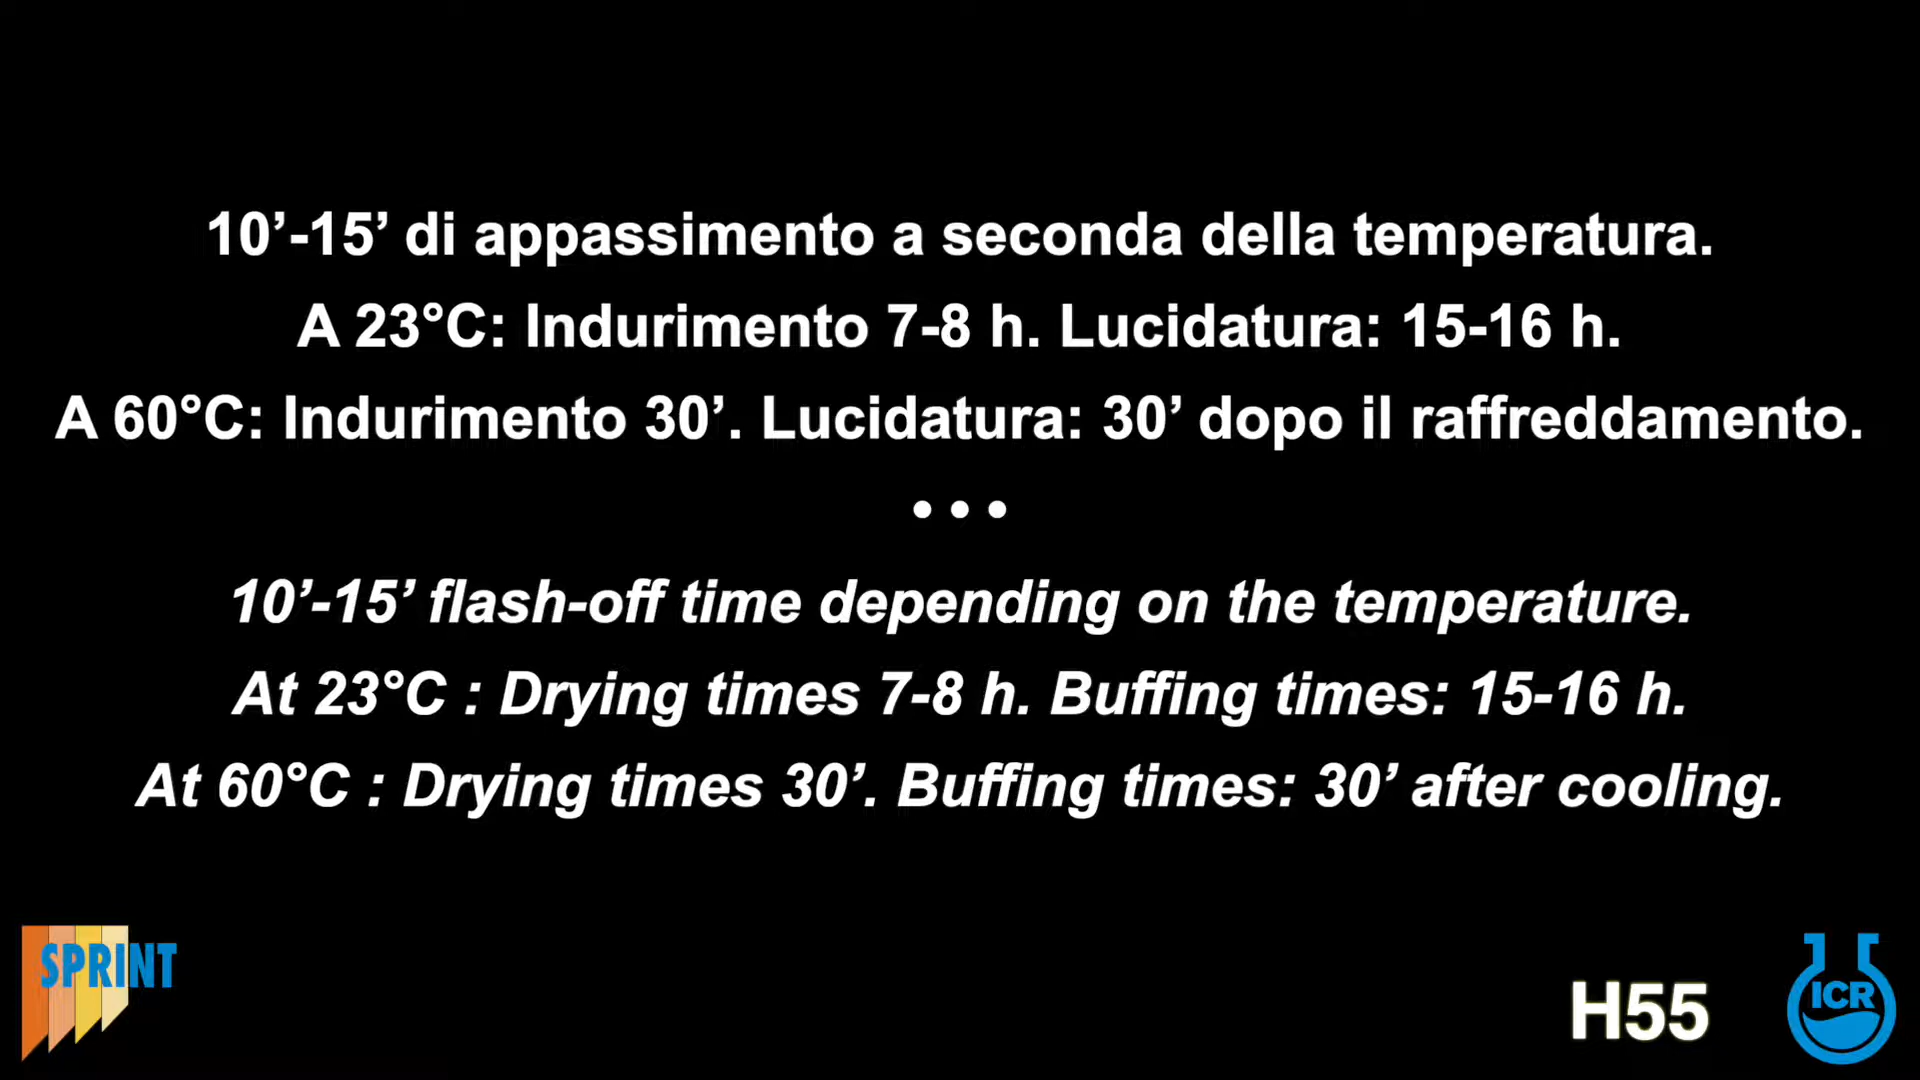 10’-15’ di appassimento a seconda della temperatura.
A 23°C: Indurimento 7-8 h. Lucidatura: 15-16 h.
A 60°C: Indurimento 30’. Lucidatura: 30’ dopo il raffreddamento.
• • •
10’-15’ flash-off time depending on the temperature.
At 23°C : Drying times 7-8 h. Buffing times: 15-16 h.
At 60°C : Drying times 30’. Buffing times: 30’ after cooling.
SPRINT
H55
ICR